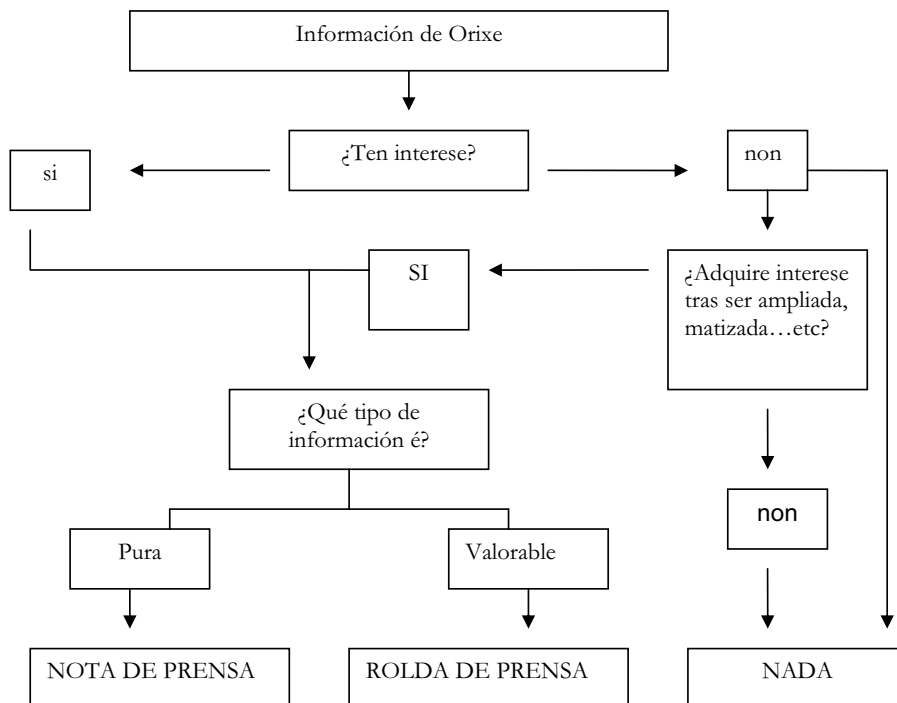 Información de Orixe
¿Ten interese?
si
non
SI
¿Adquire interese
tras ser ampliada,
matizada…etc?
¿Qué tipo de
información é?
non
Pura
Valorable
NOTA DE PRENSA
ROLDA DE PRENSA
NADA